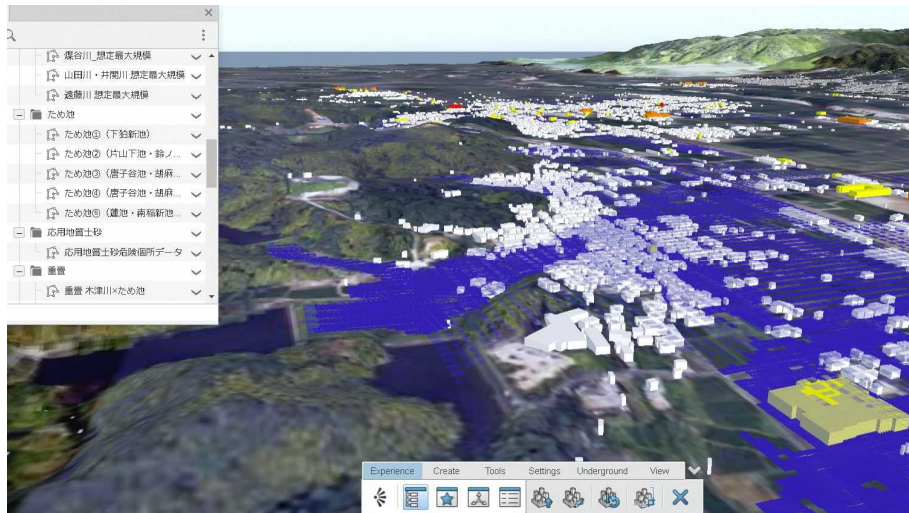 煤谷川_想定最大規模
山田川・井関川 想定最大規模
遠藤川 想定最大規模
ため池
ため池①（下狛新池）
ため池②（片山下池・鈴ノ...
ため池③（唐子谷池・胡麻...
ため池④（唐子谷池・胡麻...
ため池⑤（蓮池・南稲新池...
応用地質土砂
応用地質土砂危険個所データ
重畳
重畳 木津川×ため池
Experience Create Tools Settings Underground View